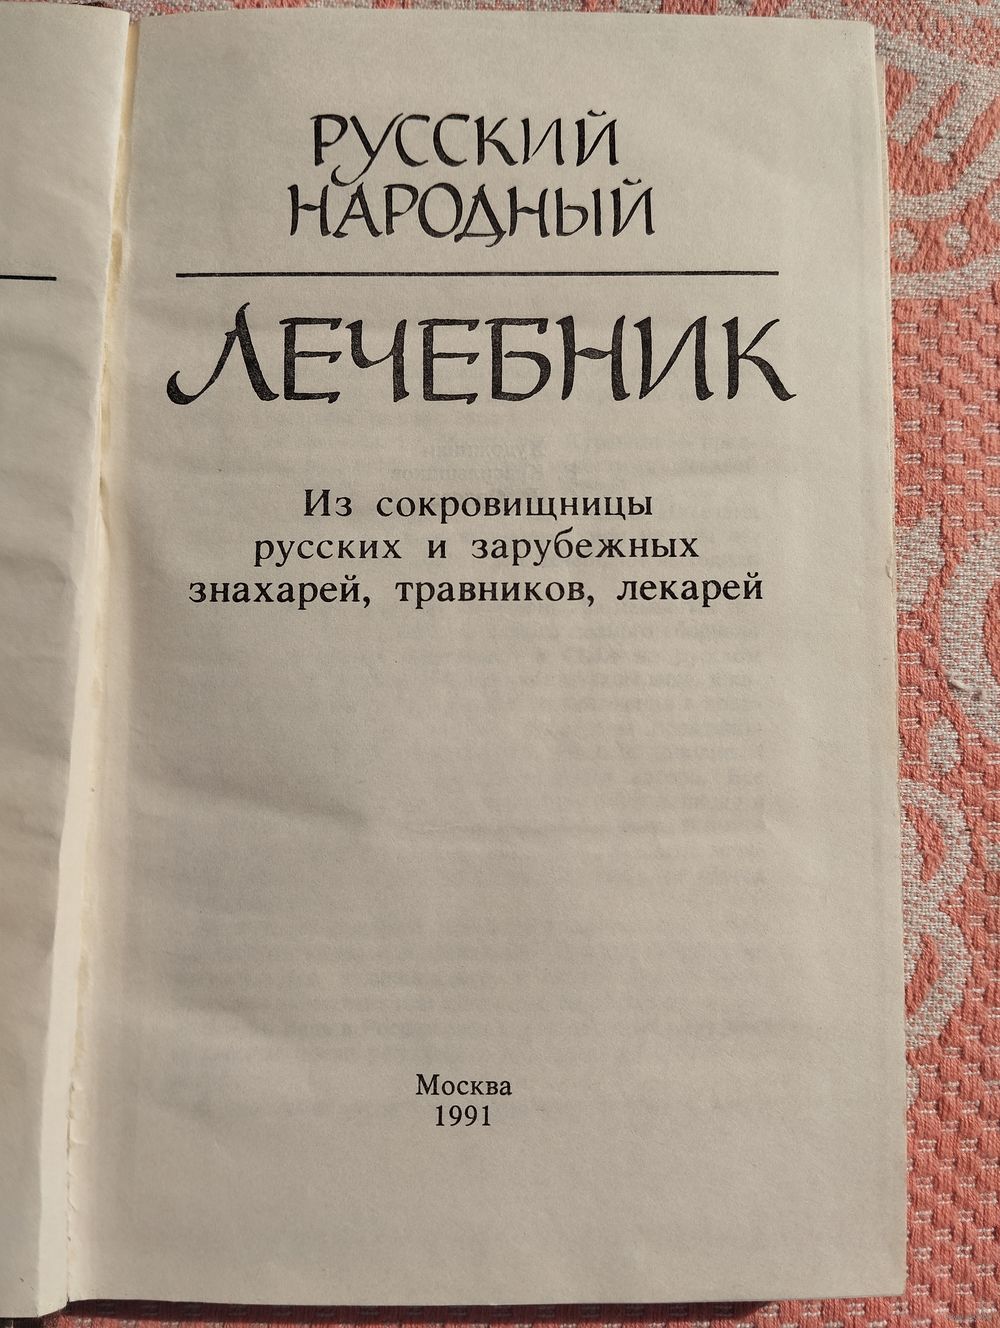 РУССКИЙ
НАРОДНЫЙ
ЛЕЧЕБНИК
Из сокровищницы
русских и зарубежных
знахарей, травников, лекарей
Москва
1991